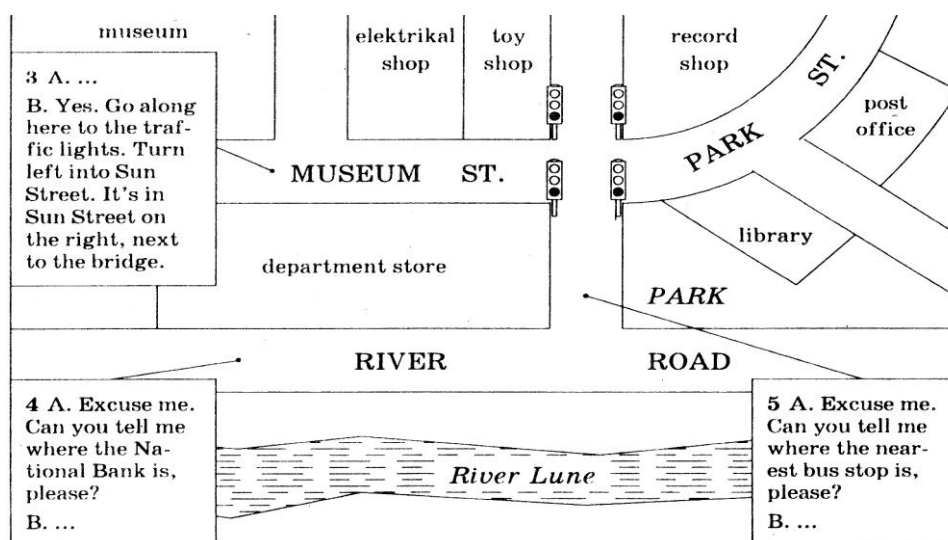 museum
elektrikal
shop
toy
shop
record
shop
PARK ST.
post
office
3 A. ...
B. Yes. Go along
here to the traf-
fic lights. Turn
left into Sun
Street. It's in
Sun Street on
the right, next
to the bridge.
MUSEUM ST.
library
department store
PARK
RIVER ROAD
4 A. Excuse me.
Can you tell me
where the Na-
tional Bank is,
please?
B. ...
River Lune
5 A. Excuse me.
Can you tell me
where the near-
est bus stop is,
please?
B. ...